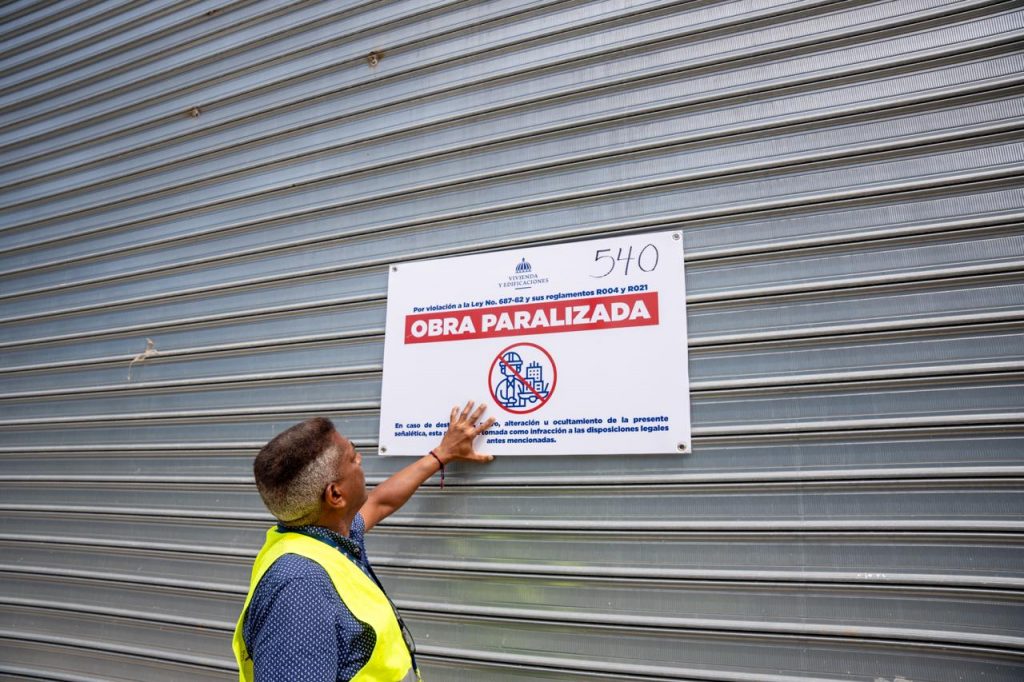 540
VIVIENDA
Y EDIFICACIONES
Por violación a la Ley No. 687-82 y sus reglamentos R004 y R021
OBRA PARALIZADA
En caso de alteración u ocultamiento de la presente
señalética, esta tomada como infracción a las disposiciones legales
antes mencionadas.